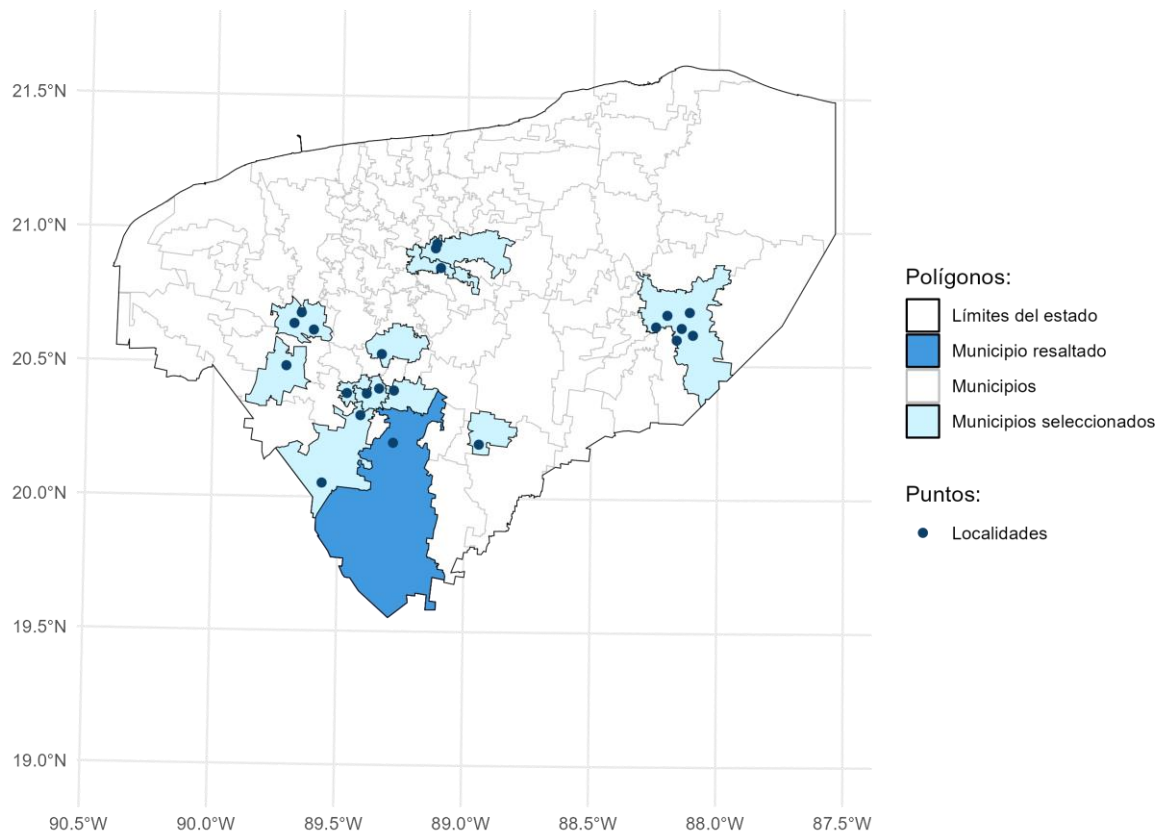 21.5°N
21.0°N
20.5°N
20.0°N
19.5°N
19.0°N
90.5°W 90.0°W 89.5°W 89.0°W 88.5°W 88.0°W 87.5°W
Polígonos:
Límites del estado
Municipio resaltado
Municipios
Municipios seleccionados
Puntos:
Localidades